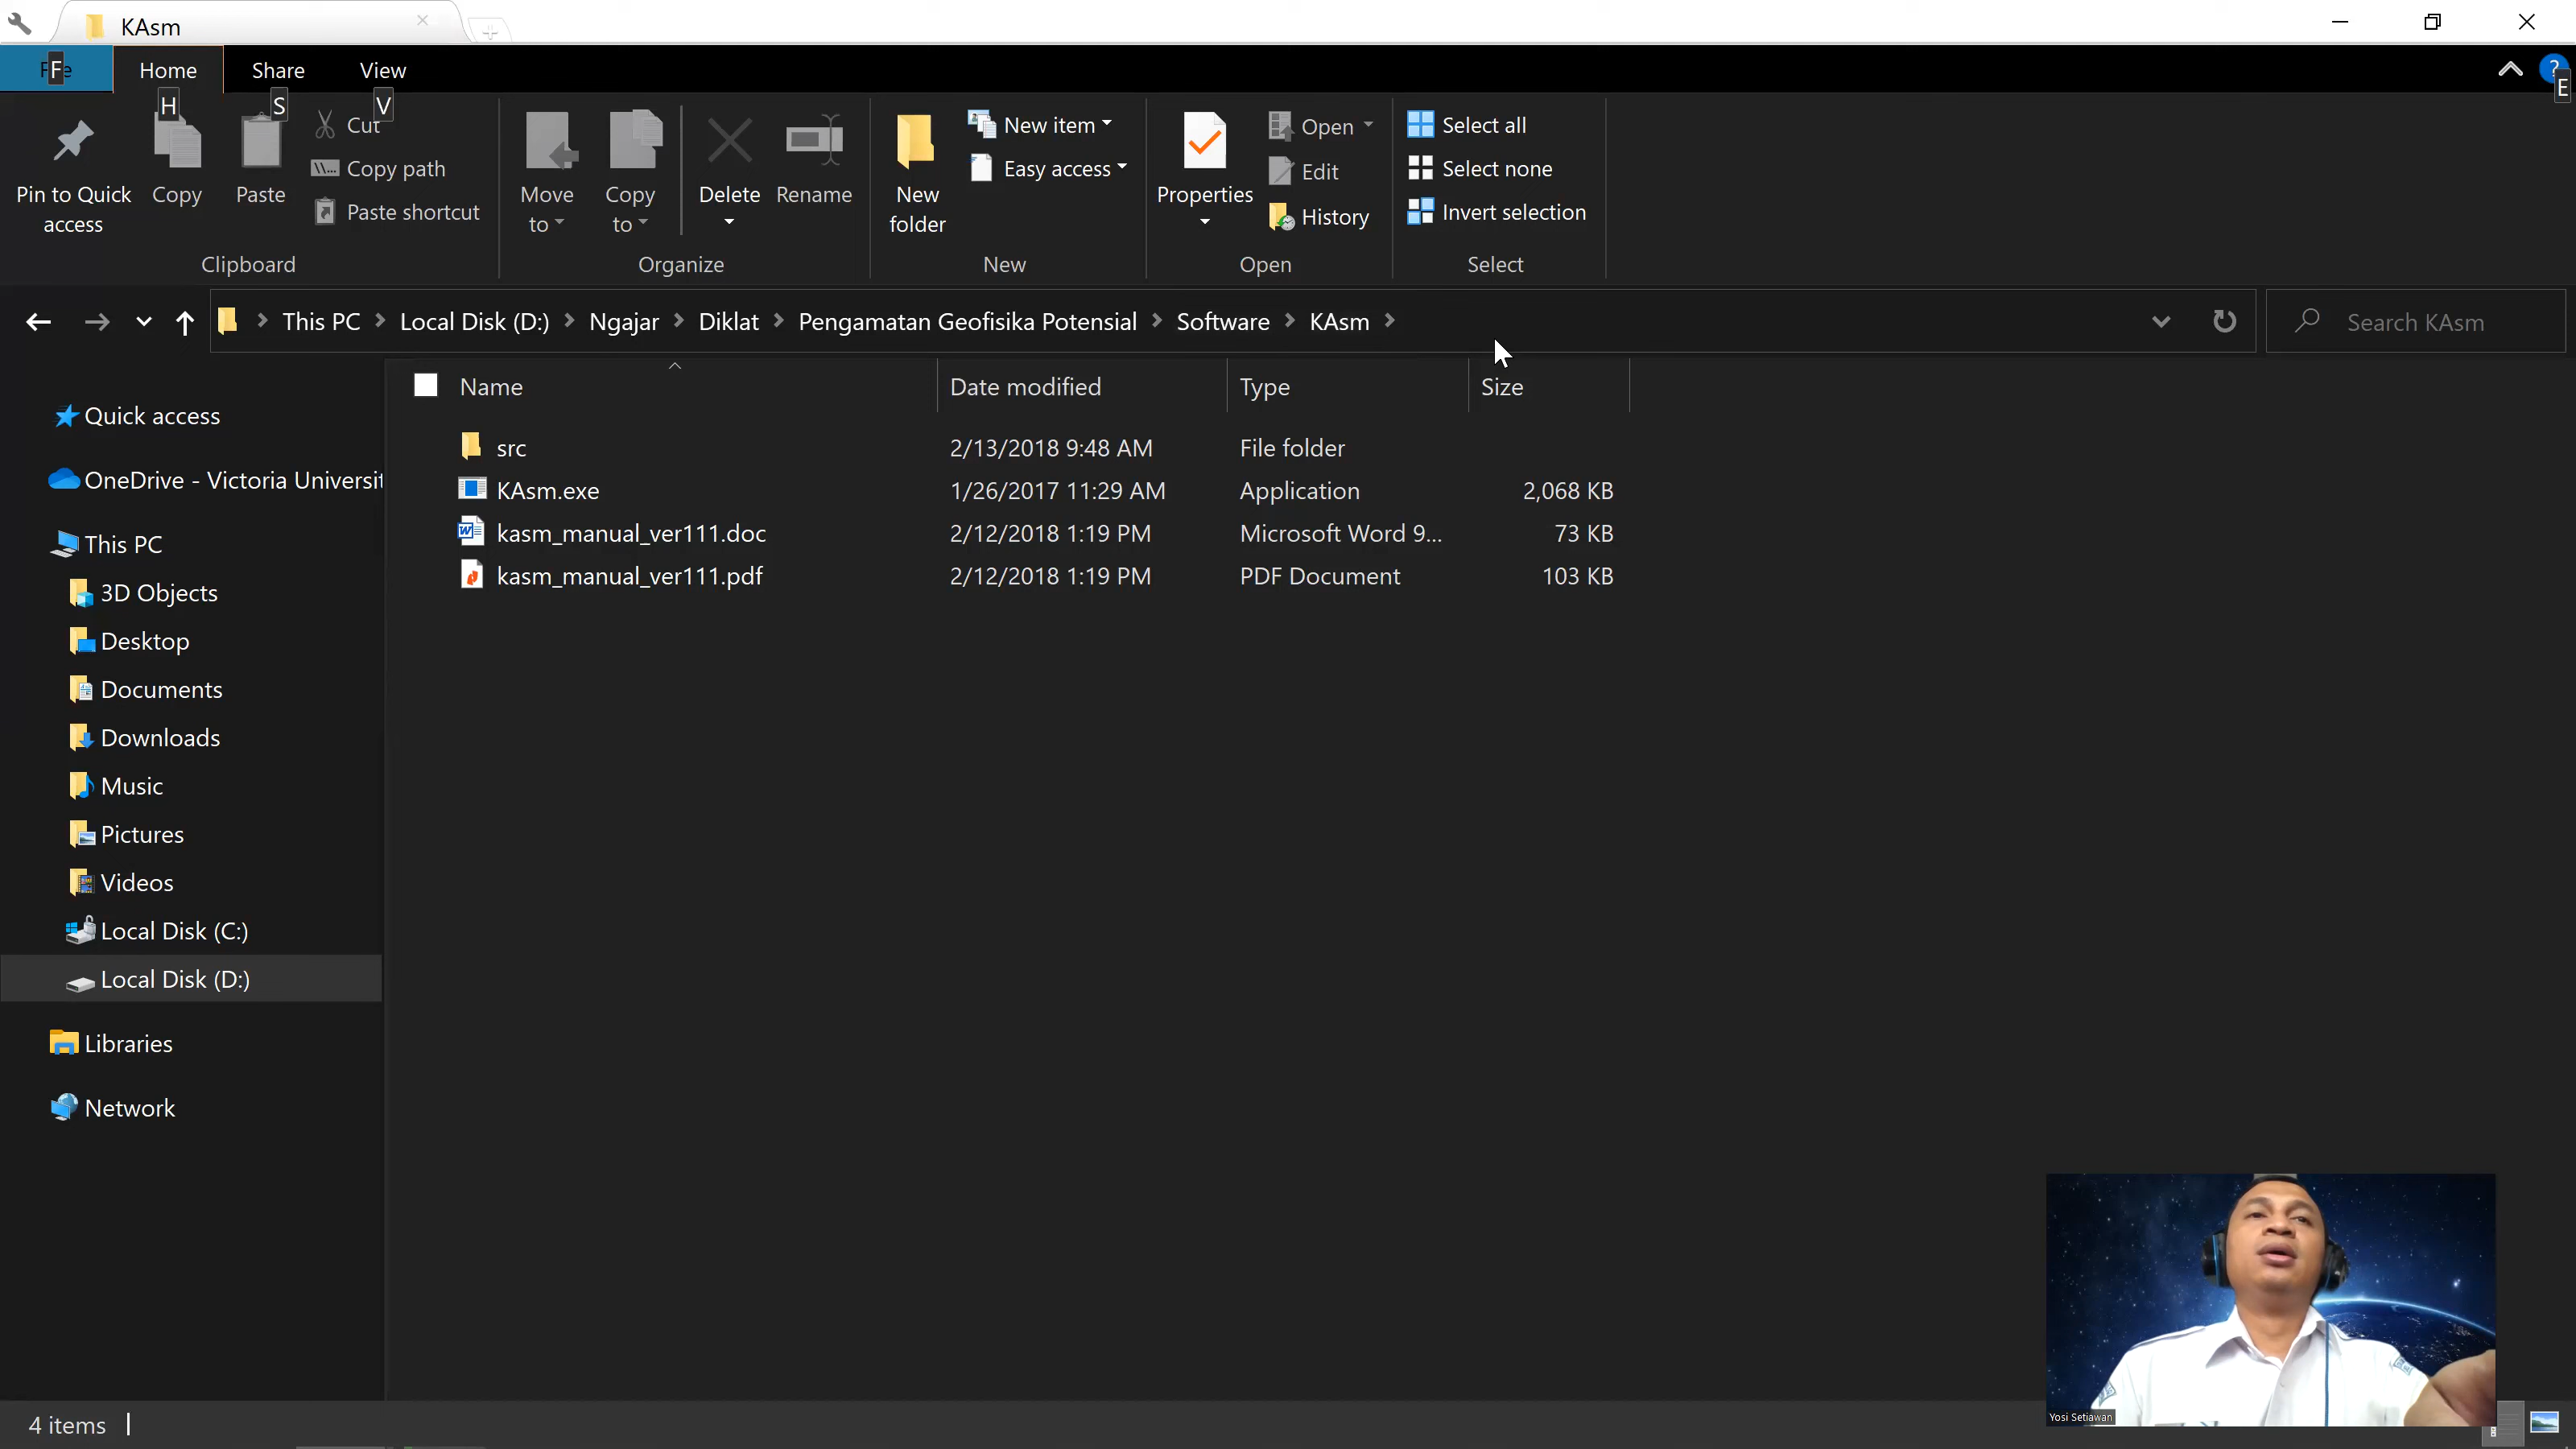 KAsm
F
Home
Share
View
E
H
S
V
Pin to Quick
access
Copy
Paste
Cut
Copy path
Paste shortcut
Clipboard
Move
to
Copy
to
Delete
Rename
Organize
New
folder
New item
Easy access
New
Properties
Open
Edit
History
Open
Select all
Select none
Invert selection
Select
This PC
Local Disk (D:)
Ngajar
Diklat
Pengamatan Geofisika Potensial
Software
KAsm
Search KAsm
Name
Date modified
Type
Size
src
2/13/2018 9:48 AM
File folder
KAsm.exe
1/26/2017 11:29 AM
Application
2,068 KB
kasm_manual_ver111.doc
2/12/2018 1:19 PM
Microsoft Word 9...
73 KB
kasm_manual_ver111.pdf
2/12/2018 1:19 PM
PDF Document
103 KB
Quick access
OneDrive - Victoria Universit
This PC
3D Objects
Desktop
Documents
Downloads
Music
Pictures
Videos
Local Disk (C:)
Local Disk (D:)
Libraries
Network
Yosi Setiawan
4 items